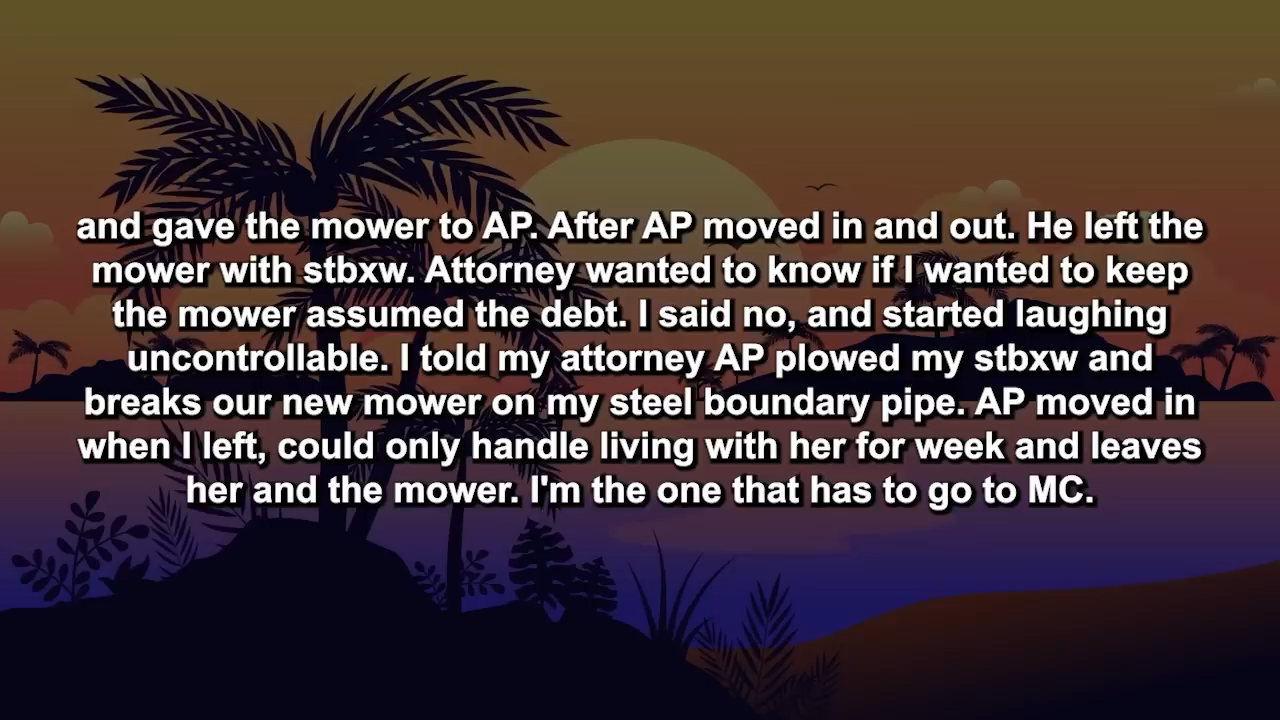 and gave the mower to AP. After AP moved in and out. He left the
mower with stbxw. Attorney wanted to know if I wanted to keep
the mower assumed the debt. I said no, and started laughing
uncontrollable. I told my attorney AP plowed my stbxw and
breaks our new mower on my steel boundary pipe. AP moved in
when I left, could only handle living with her for week and leaves
her and the mower. I'm the one that has to go to MC.